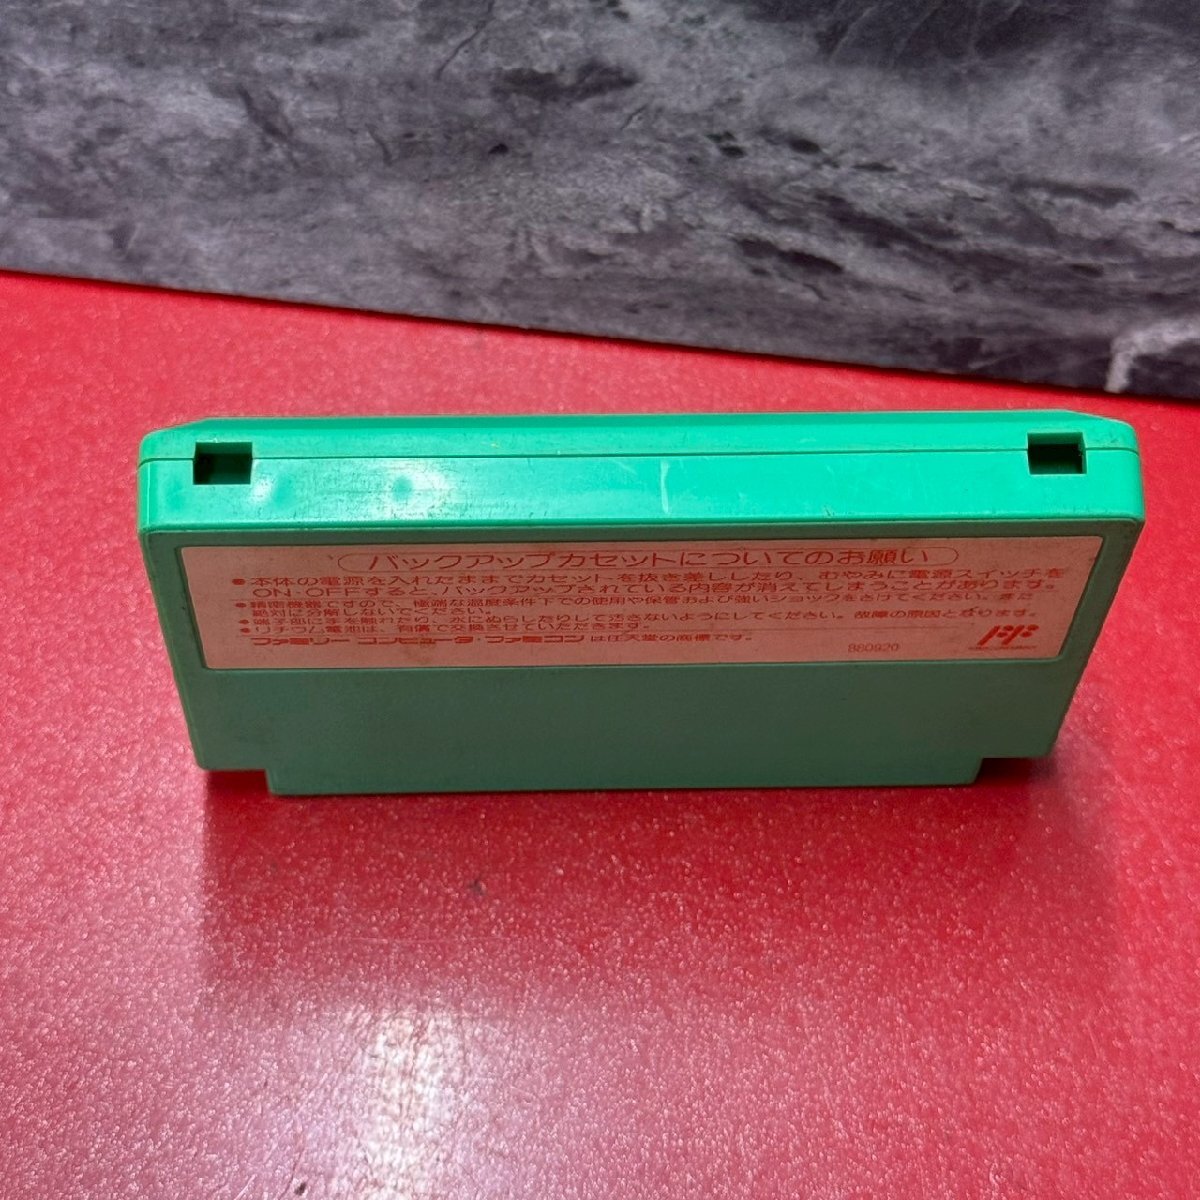 バックアップカセットについてのお願い
●本体の電源を入れたままでカセットを抜き差ししたり、むやみに電源スイッチを
ON・OFFすると、バックアップされている内容が消えてしまうことがあります。
●精密機器ですので、極端な温度条件下での使用や保管および強いショックをさけてください。また
絶対に分解しないでください。
●端子部に手を触れたり、水にぬらしたりして汚さないようにしてください。故障の原因となります。
●リチウム電池は、有償で交換させていただきます。
ファミリーコンピュータ・ファミコンは任天堂の商標です。
880920